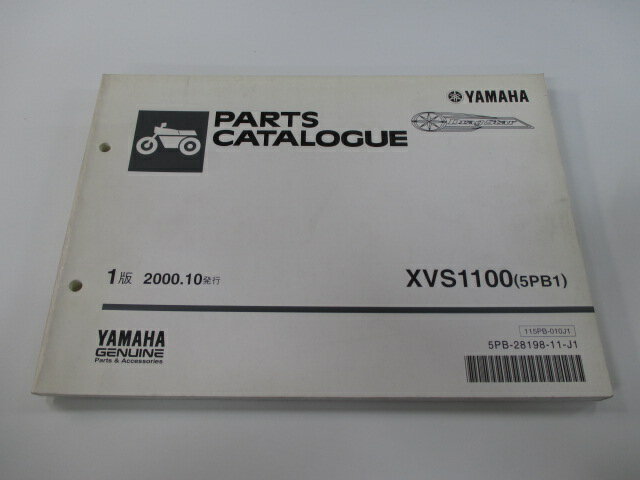 YAMAHA
DragStar
PARTS
CATALOGUE
1版 2000.10発行
XVS1100(5PB1)
115PB-010J1
5PB-28198-11-J1
YAMAHA
GENUINE
Parts & Accessories